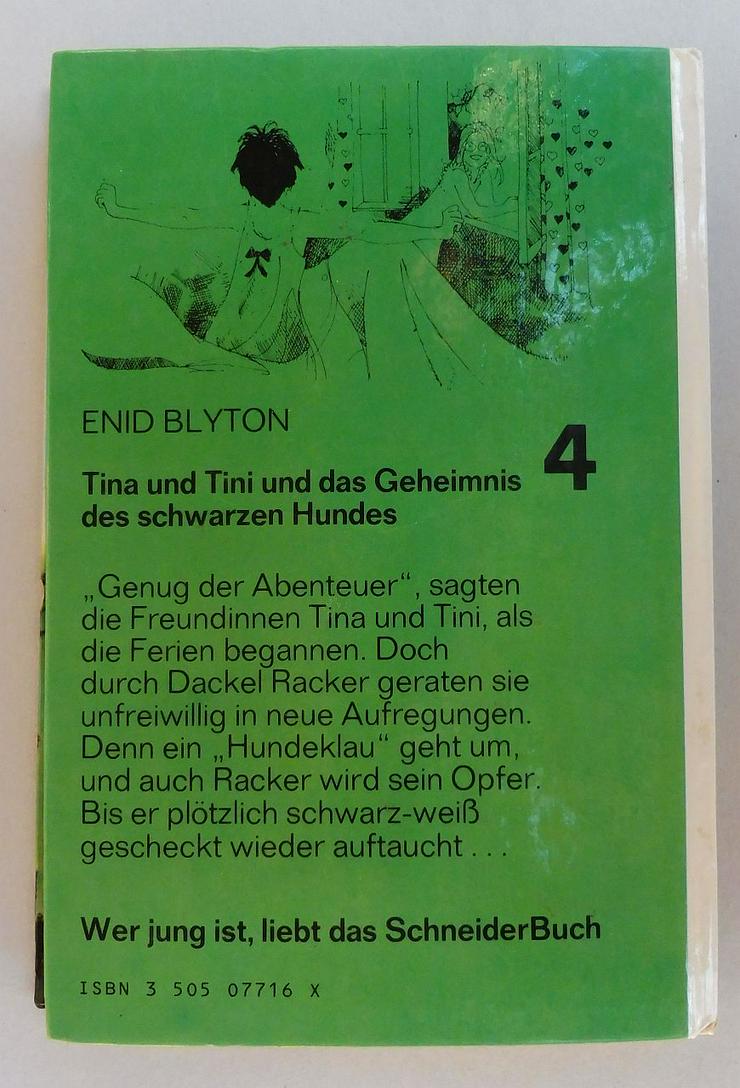 ENID BLYTON
4
Tina und Tini und das Geheimnis
des schwarzen Hundes
„Genug der Abenteuer“, sagten
die Freundinnen Tina und Tini, als
die Ferien begannen. Doch
durch Dackel Racker geraten sie
unfreiwillig in neue Aufregungen.
Denn ein „Hundeklau“ geht um,
und auch Racker wird sein Opfer.
Bis er plötzlich schwarz-weiß
gescheckt wieder auftaucht . . .
Wer jung ist, liebt das SchneiderBuch
ISBN 3 505 07716 X